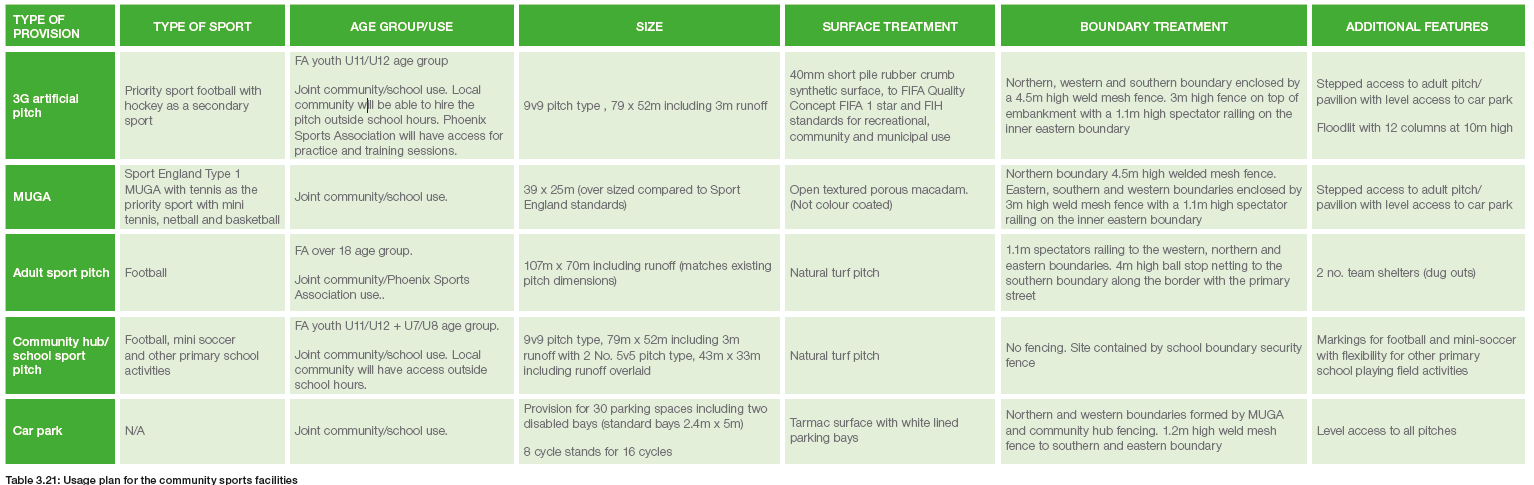 TYPE OF
PROVISION
TYPE OF SPORT
AGE GROUP/USE
SIZE
SURFACE TREATMENT
BOUNDARY TREATMENT
ADDITIONAL FEATURES
3G artificial
pitch
Priority sport football with
hockey as a secondary
sport
FA youth U11/U12 age group
Joint community/school use. Local
community will be able to hire the
pitch outside school hours. Phoenix
Sports Association will have access for
practice and training sessions.
9v9 pitch type , 79 x 52m including 3m runoff
40mm short pile rubber crumb
synthetic surface, to FIFA Quality
Concept FIFA 1 star and FIH
standards for recreational,
community and municipal use
Northern, western and southern boundary enclosed by
a 4.5m high weld mesh fence. 3m high fence on top of
embankment with a 1.1m high spectator railing on the
inner eastern boundary
Stepped access to adult pitch/
pavilion with level access to car park
Floodlit with 12 columns at 10m high
MUGA
Sport England Type 1
MUGA with tennis as the
priority sport with mini
tennis, netball and basketball
Joint community/school use.
39 x 25m (over sized compared to Sport
England standards)
Open textured porous macadam.
(Not colour coated)
Northern boundary 4.5m high welded mesh fence.
Eastern, southern and western boundaries enclosed by
3m high weld mesh fence with a 1.1m high spectator
railing on the inner eastern boundary
Stepped access to adult pitch/
pavilion with level access to car park
Adult sport pitch
Football
FA over 18 age group.
Joint community/Phoenix Sports
Association use..
107m x 70m including runoff (matches existing
pitch dimensions)
Natural turf pitch
1.1m spectators railing to the western, northern and
eastern boundaries. 4m high ball stop netting to the
southern boundary along the border with the primary
street
2 no. team shelters (dug outs)
Community hub/
school sport
pitch
Football, mini soccer
and other primary school
activities
FA youth U11/U12 + U7/U8 age group.
Joint community/school use. Local
community will have access outside
school hours.
9v9 pitch type, 79m x 52m including 3m
runoff with 2 No. 5v5 pitch type, 43m x 33m
including runoff overlaid
Natural turf pitch
No fencing. Site contained by school boundary security
fence
Markings for football and mini-soccer
with flexibility for other primary
school playing field activities
Car park
N/A
Joint community/school use.
Provision for 30 parking spaces including two
disabled bays (standard bays 2.4m x 5m)
8 cycle stands for 16 cycles
Tarmac surface with white lined
parking bays
Northern and western boundaries formed by MUGA
and community hub fencing. 1.2m high weld mesh
fence to southern and eastern boundary
Level access to all pitches
Table 3.21: Usage plan for the community sports facilities